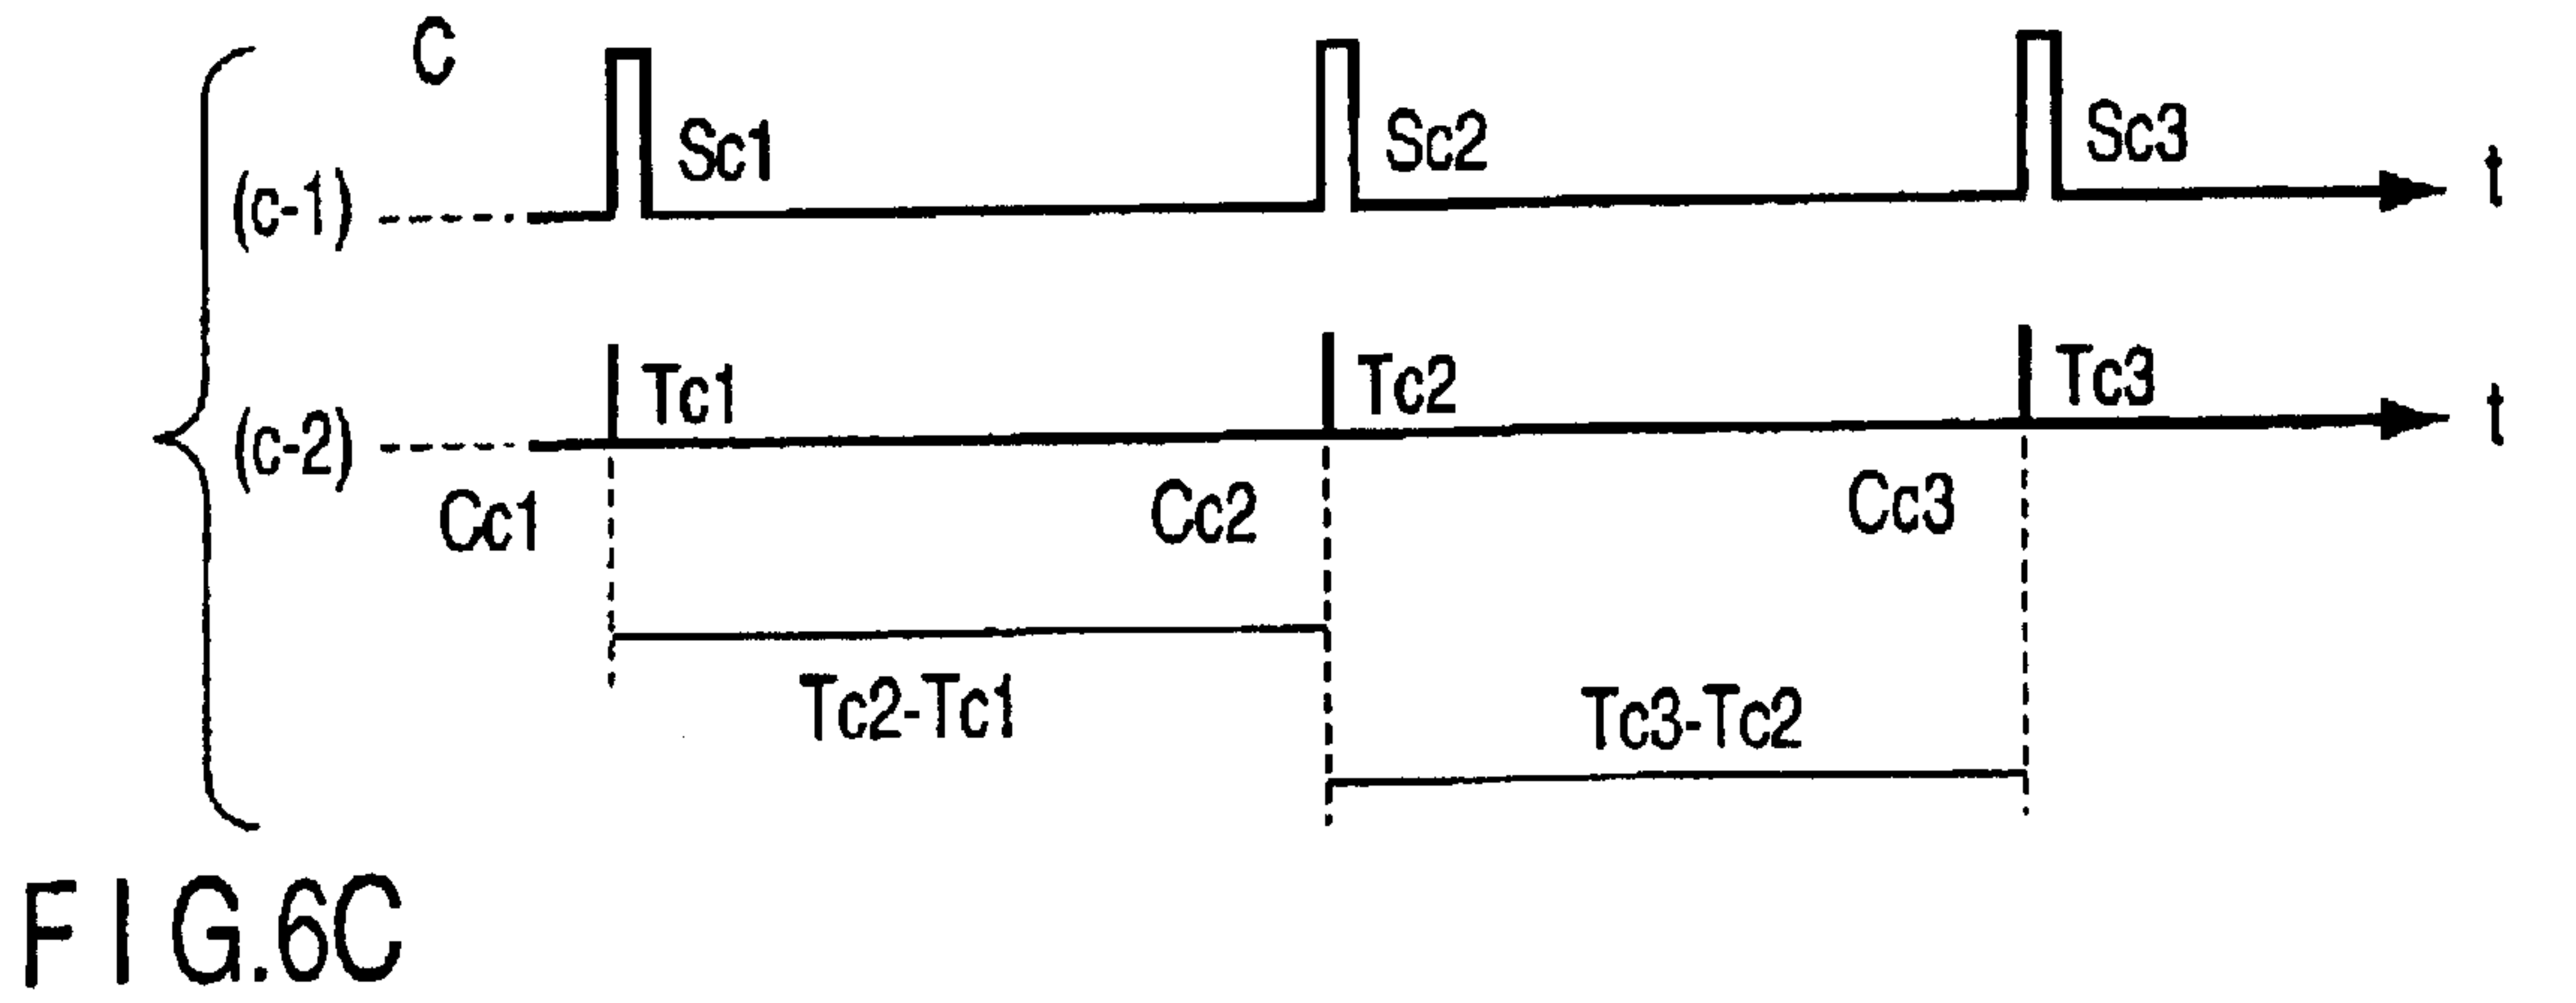 C
Sc1 Sc2 Sc3 t
(c-1)
Tc1 Tc2 Tc3 t
(c-2)
Cc1 Cc2 Cc3
Tc2-Tc1 Tc3-Tc2
FIG.6C